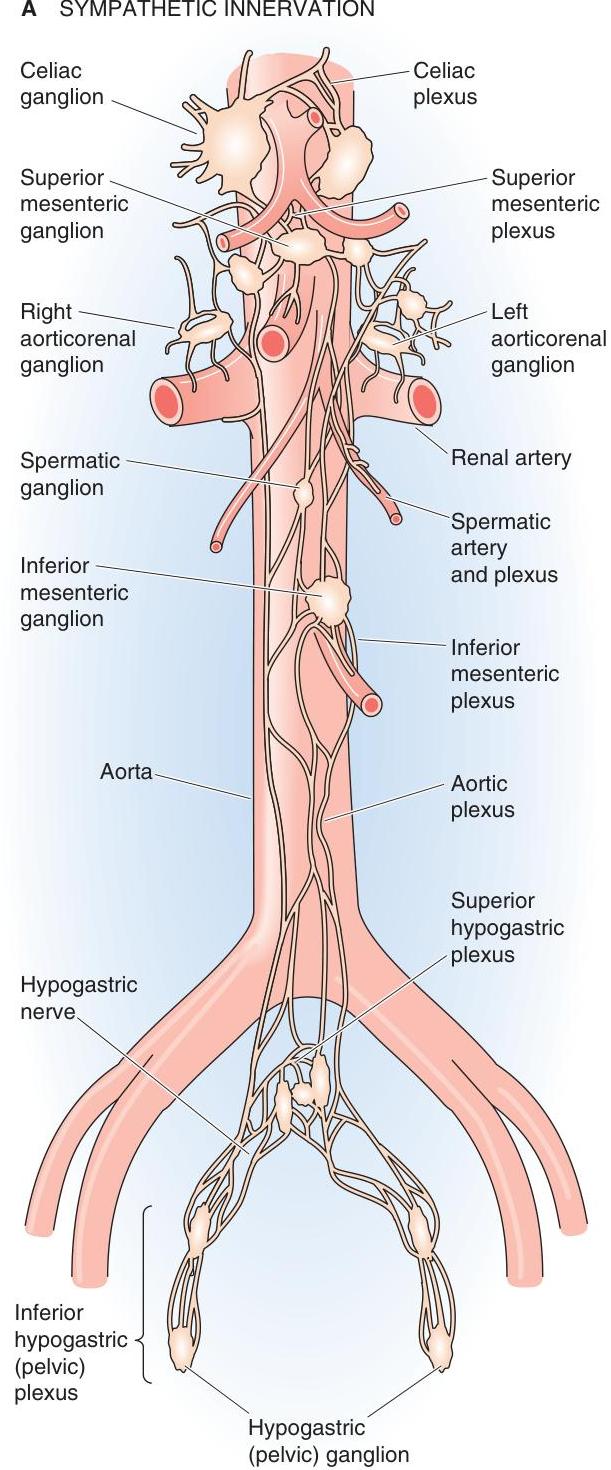 A SYMPATHETIC INNERVATION
Celiac
ganglion
Celiac
plexus
Superior
mesenteric
ganglion
Superior
mesenteric
plexus
Right
aorticorenal
ganglion
Left
aorticorenal
ganglion
Renal artery
Spermatic
ganglion
Spermatic
artery
and plexus
Inferior
mesenteric
ganglion
Inferior
mesenteric
plexus
Aorta
Aortic
plexus
Superior
hypogastric
plexus
Hypogastric
nerve
Inferior
hypogastric
(pelvic)
plexus
Hypogastric
(pelvic) ganglion